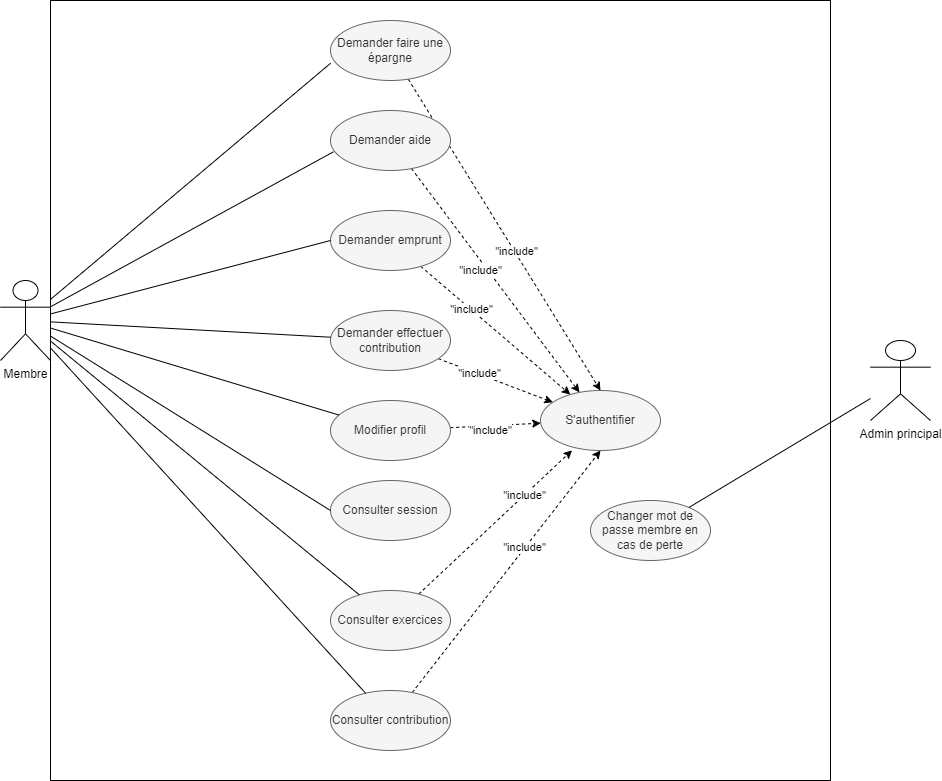 Demander faire une
épargne
Demander aide
Demander emprunt
"include"
"include"
"include"
Demander effectuer
contribution
"include"
Membre
Modifier profil
"include"
S'authentifier
Admin principal
Consulter session
"include"
Changer mot de
passe membre en
cas de perte
"include"
Consulter exercices
Consulter contribution